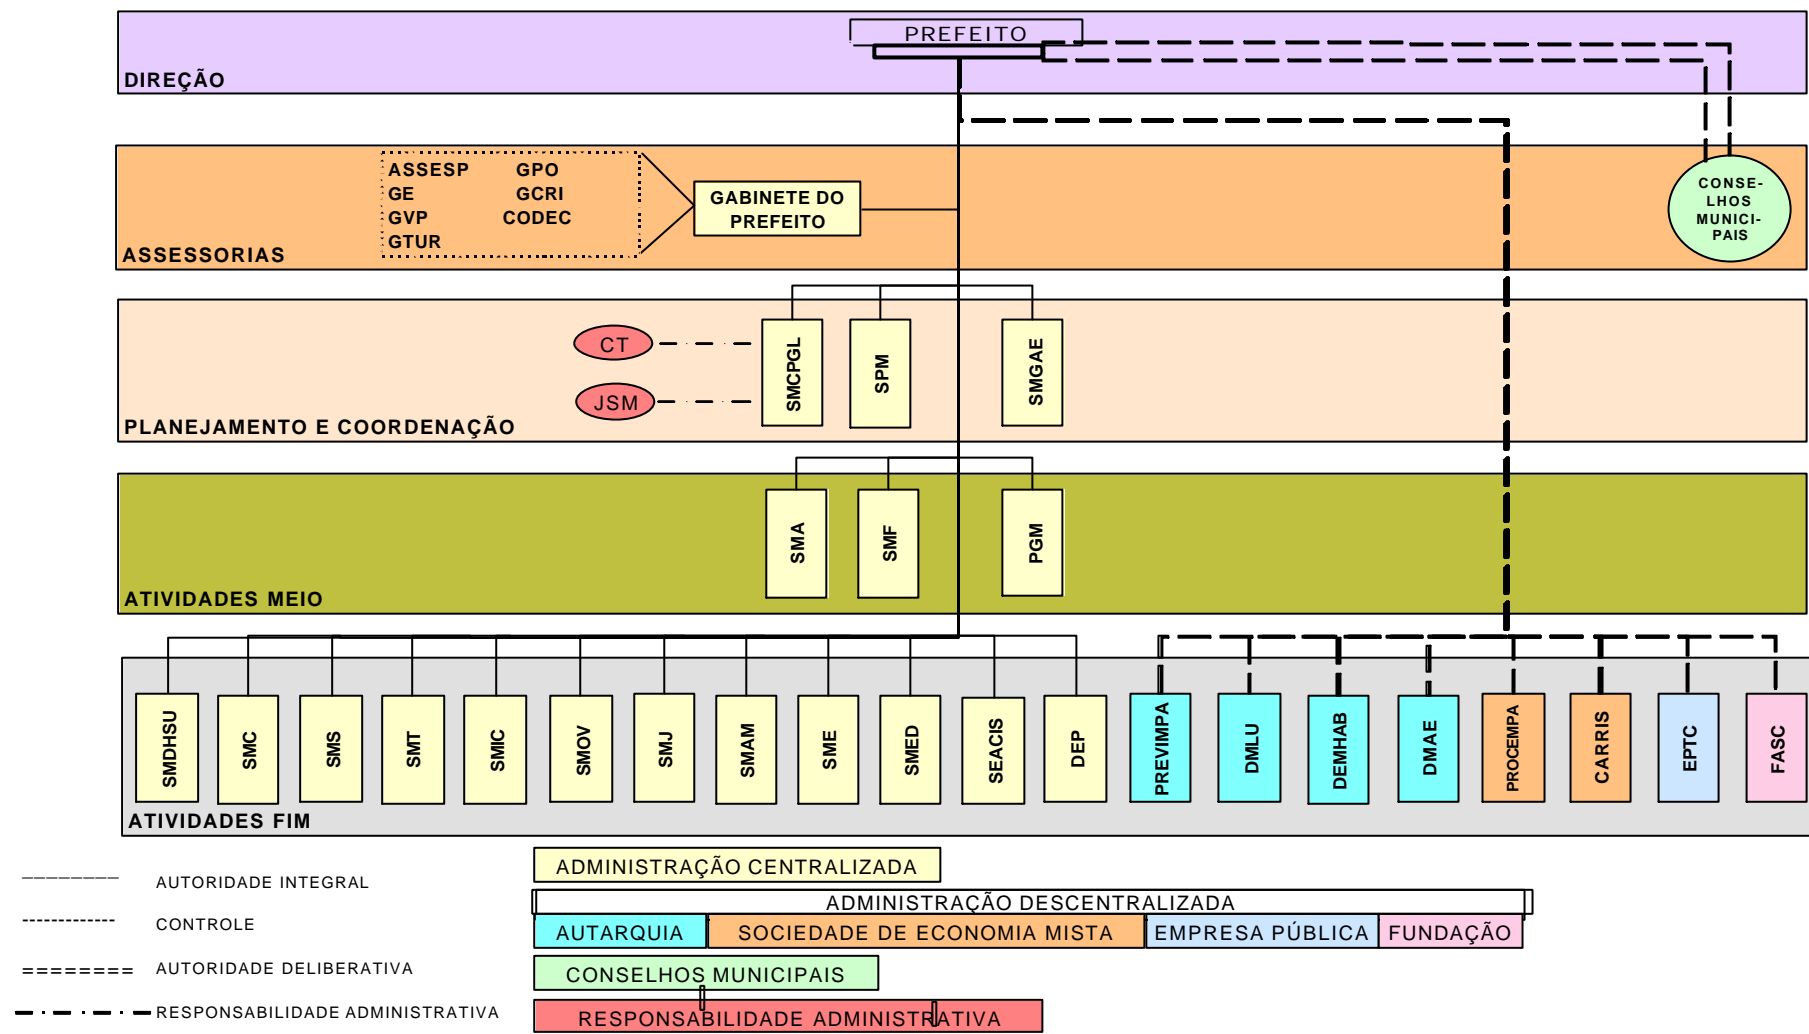 PREFEITO
DIREÇÃO
ASSESP GPO
GE GCRI
GVP CODEC
GTUR
GABINETE DO
PREFEITO
CONSE-
LHOS
MUNICI-
PAIS
ASSESSORIAS
CT
JSM
SMCPGL
SPM
SMGAE
PLANEJAMENTO E COORDENAÇÃO
SMA
SMF
PGM
ATIVIDADES MEIO
SMDHSU
SMC
SMS
SMT
SMIC
SMOV
SMJ
SMAM
SME
SMED
SEACIS
DEP
PREVIMPA
DMLU
DEMHAB
DMAE
PROCEMPA
CARRIS
EPTC
FASC
ATIVIDADES FIM
AUTORIDADE INTEGRAL
CONTROLE
AUTORIDADE DELIBERATIVA
RESPONSABILIDADE ADMINISTRATIVA
ADMINISTRAÇÃO CENTRALIZADA
ADMINISTRAÇÃO DESCENTRALIZADA
AUTARQUIA
SOCIEDADE DE ECONOMIA MISTA
EMPRESA PÚBLICA
FUNDAÇÃO
CONSELHOS MUNICIPAIS
RESPONSABILIDADE ADMINISTRATIVA